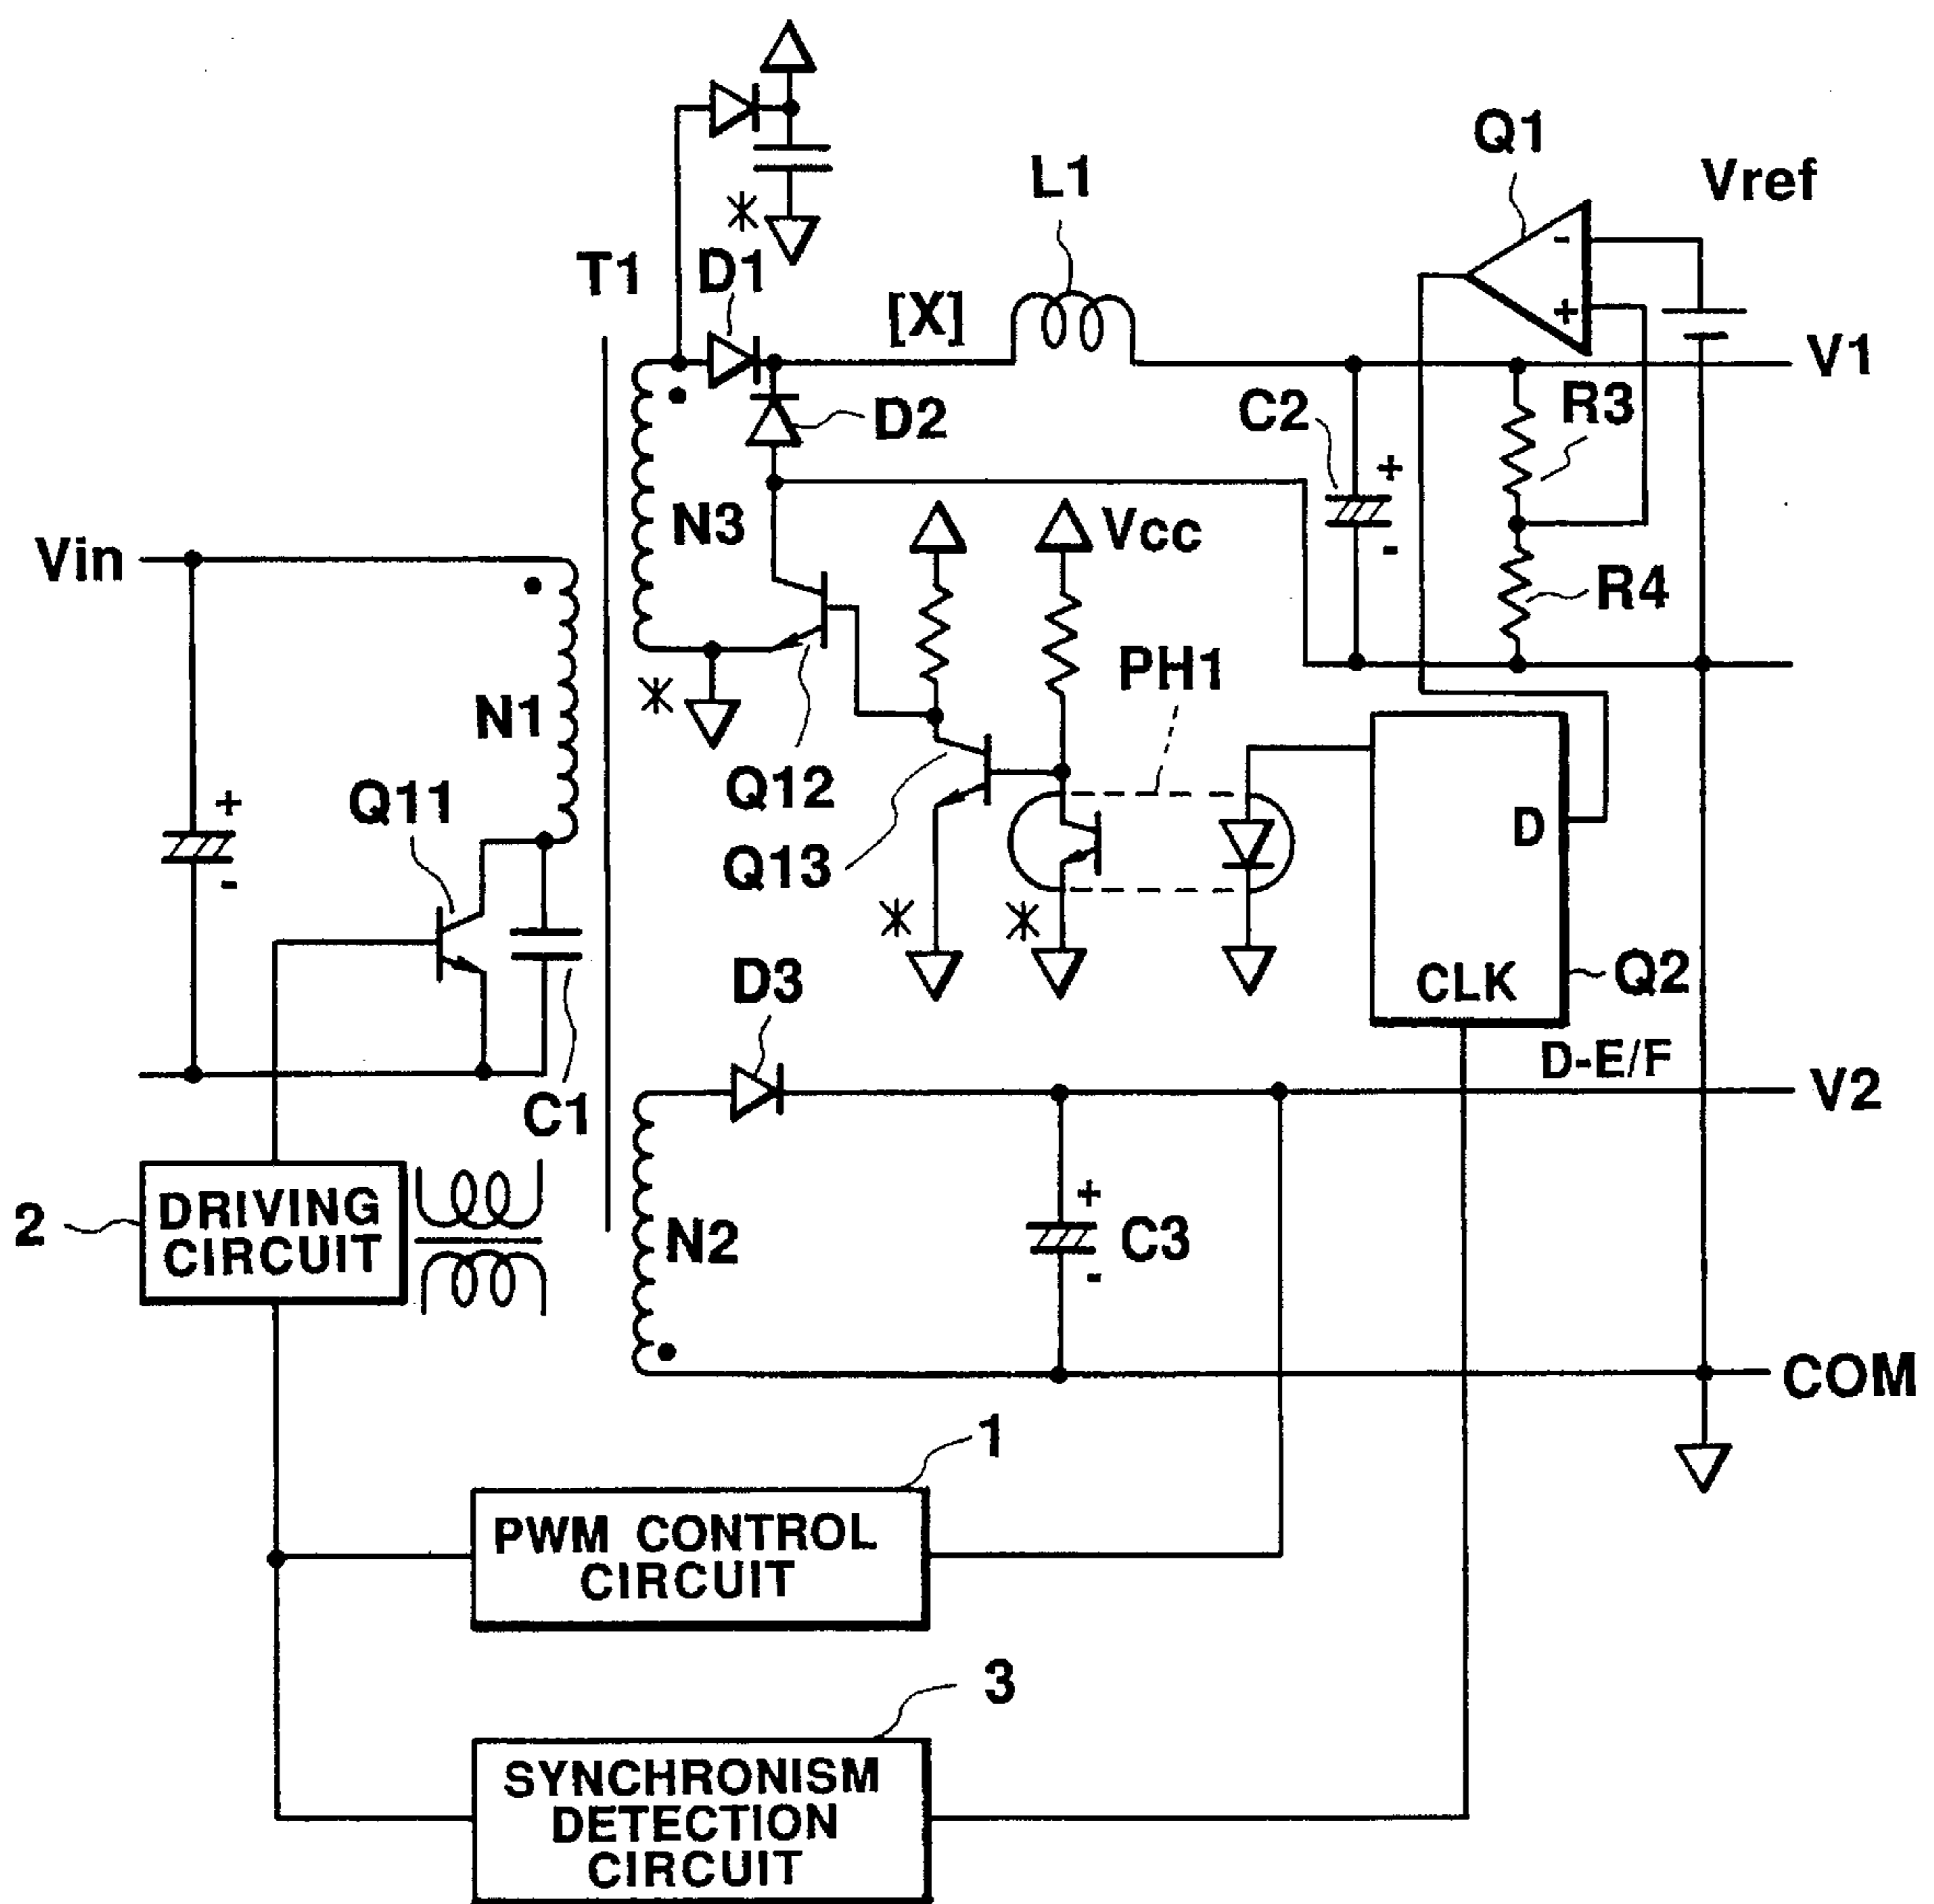 Q1
Vref
L1
T1
D1
[X]
-
+
V1
D2
C2
R3
+
-
N3
Vcc
Vin
R4
PH1
N1
Q12
Q11
+
-
Q13
D
CLK
Q2
D3
D-E/F
C1
V2
2
DRIVING
CIRCUIT
N2
+
C3
-
COM
1
PWM CONTROL
CIRCUIT
3
SYNCHRONISM
DETECTION
CIRCUIT